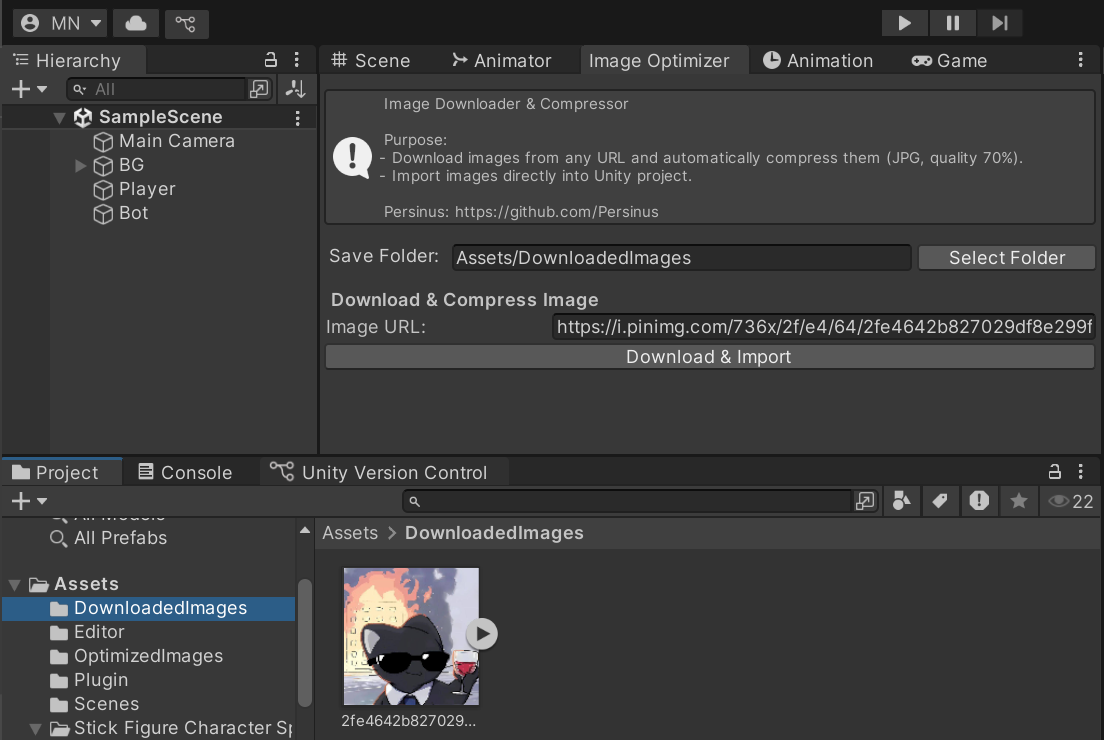 MN
Hierarchy
All
SampleScene
Main Camera
BG
Player
Bot
Scene
Animator
Image Optimizer
Animation
Game
Image Downloader & Compressor
Purpose:
- Download images from any URL and automatically compress them (JPG, quality 70%).
- Import images directly into Unity project.
Persinus: https://github.com/Persinus
Save Folder:
Assets/DownloadedImages
Select Folder
Download & Compress Image
Image URL:
https://i.pinimg.com/736x/2f/e4/64/2fe4642b827029df8e299f
Download & Import
Project
Console
Unity Version Control
22
All Models
All Prefabs
Assets
DownloadedImages
Editor
OptimizedImages
Plugin
Scenes
Stick Figure Character Sp
Assets > DownloadedImages
2fe4642b827029...